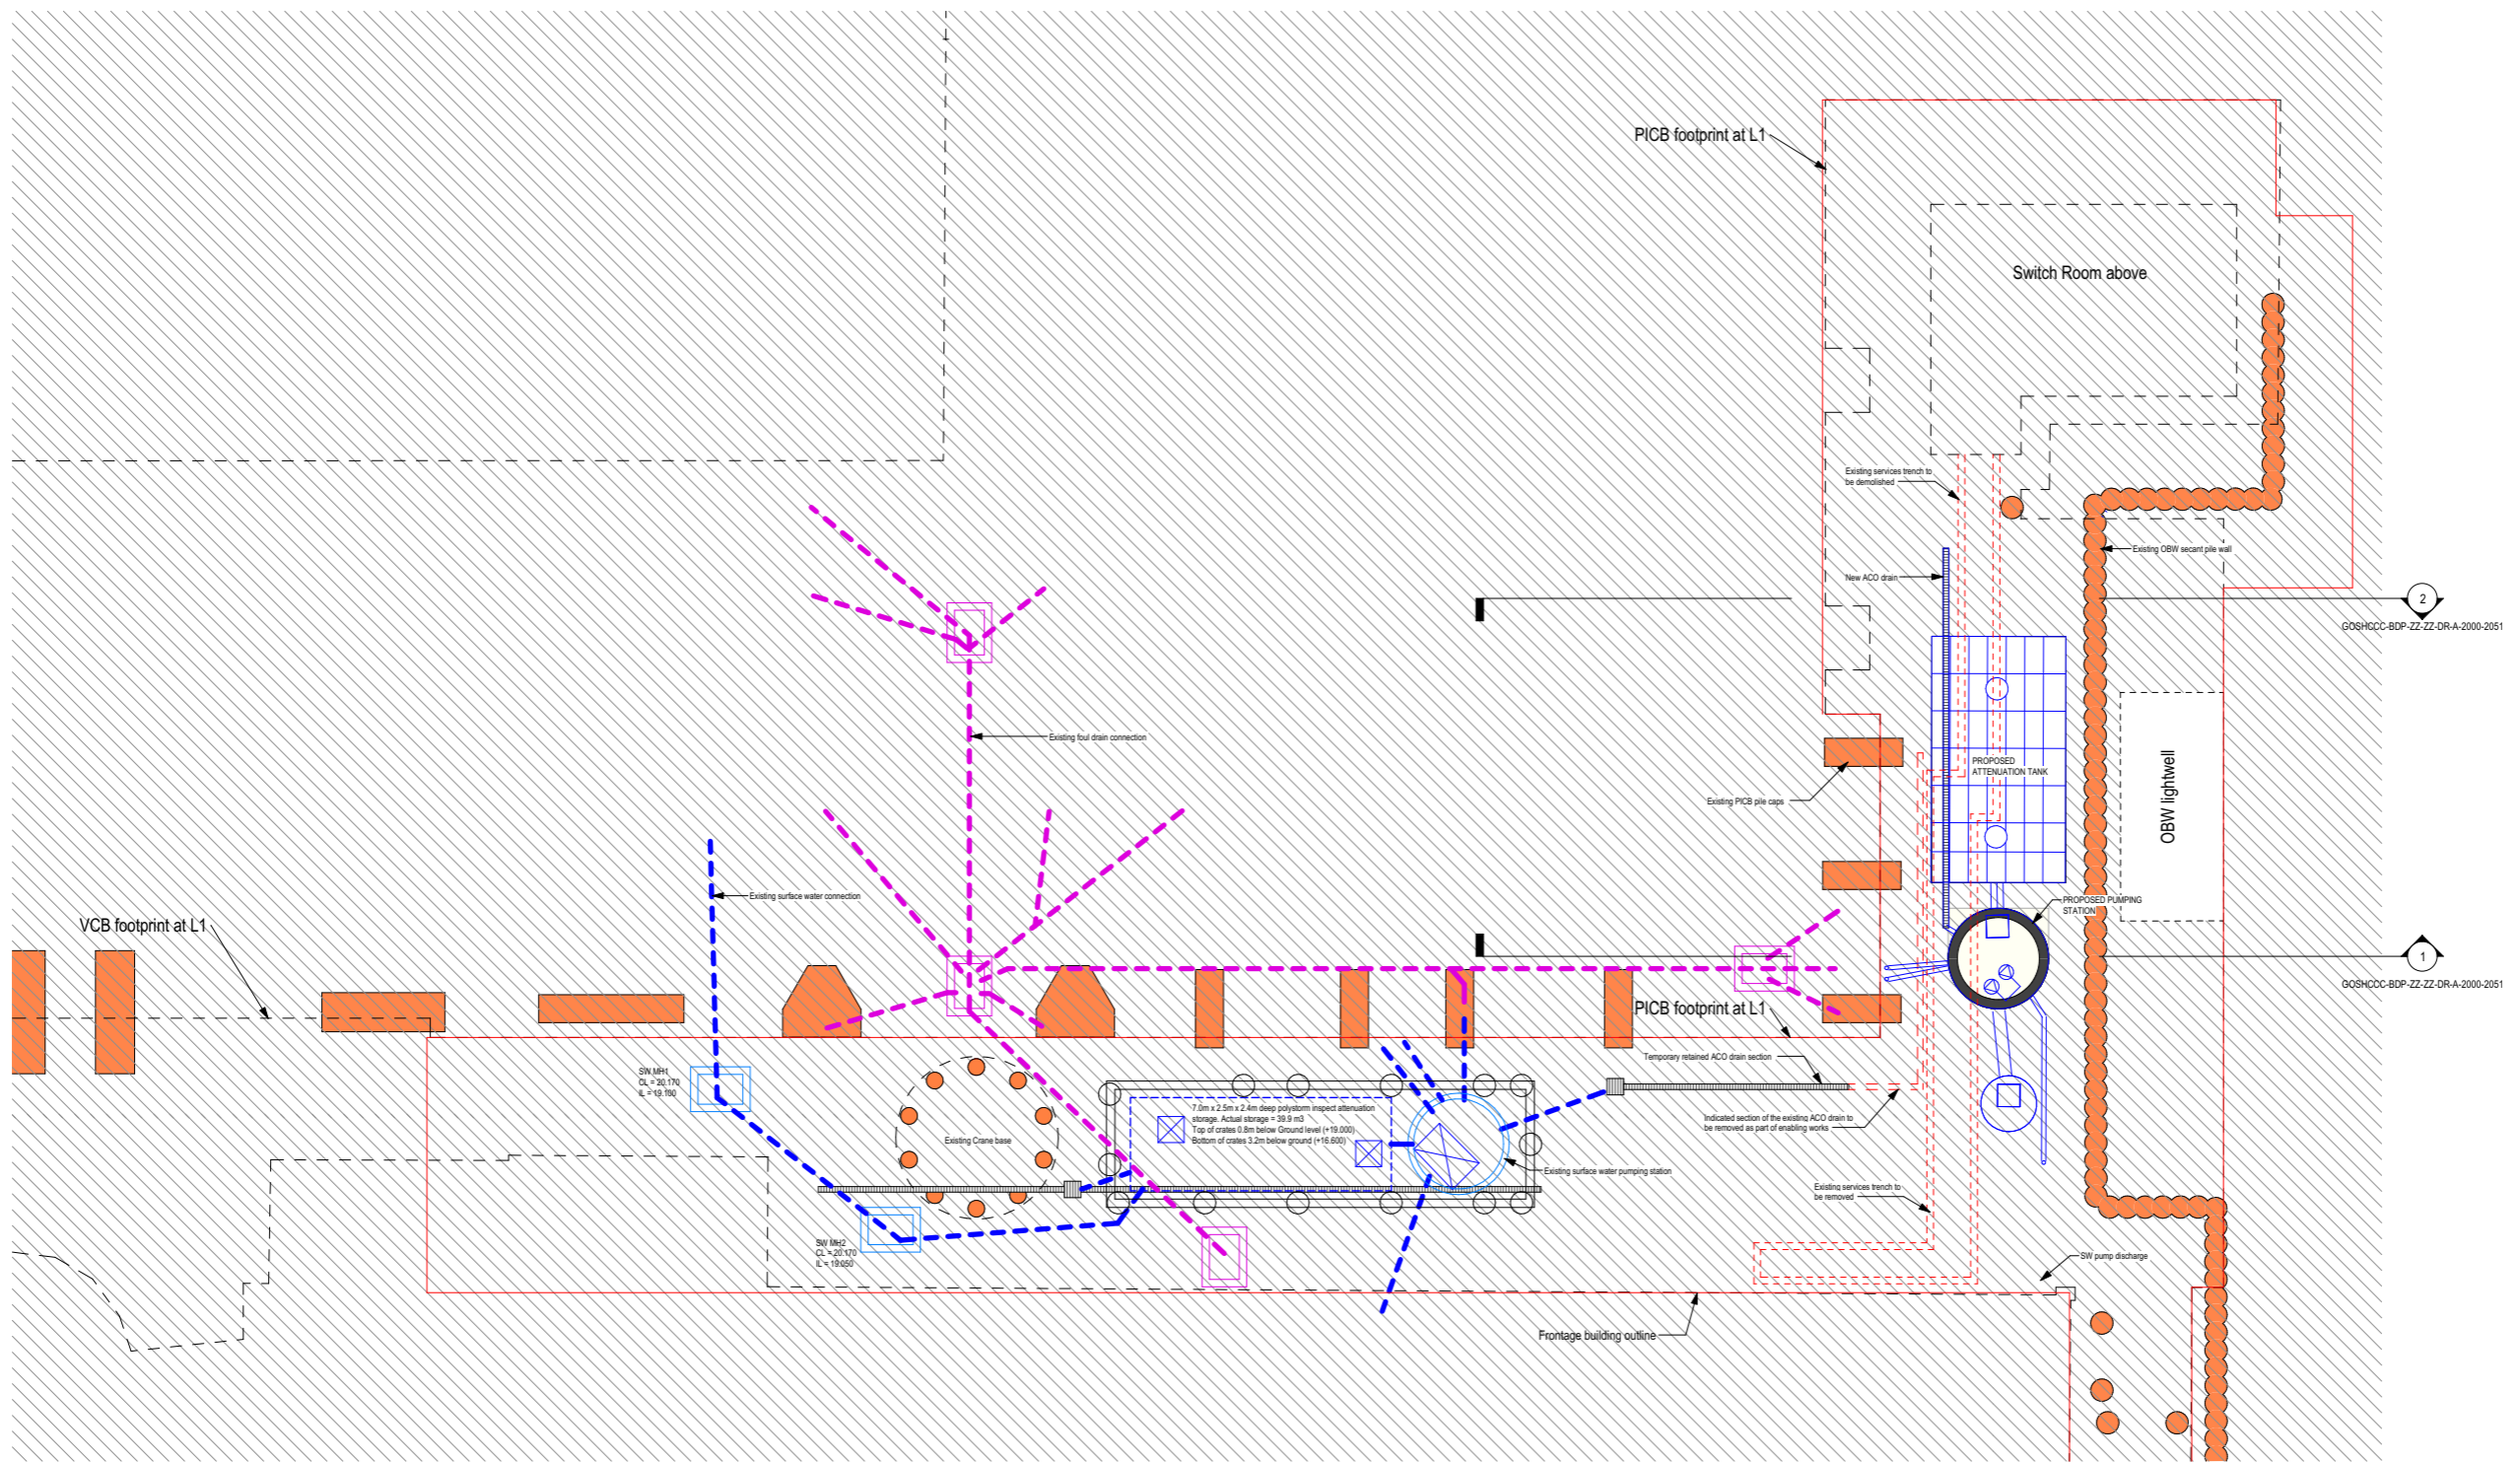 PICB footprint at L1
Switch Room above
Existing services trench to
be demolished
Existing OBW secant pile wall
New ACO drain
2
GOSHCCC-BDP-ZZ-ZZ-DR-A-2000-2051
Existing foul drain connection
PROPOSED
ATTENUATION TANK
OBW lightwell
Existing PICB pile caps
Existing surface water connection
PROPOSED PUMPING
STATION
VCB footprint at L1
1
GOSHCCC-BDP-ZZ-ZZ-DR-A-2000-2051
PICB footprint at L1
Temporary retained ACO drain section
SW MH1
CL = 20.170
IL = 19.100
7.0m x 2.5m x 2.4m deep polystorm inspect attenuation
storage. Actual storage = 39.9 m3
Top of crates 0.8m below Ground level (+19.000)
Bottom of crates 3.2m below ground (+16.600)
Indicated section of the existing ACO drain to
be removed as part of enabling works
Existing Crane base
Existing surface water pumping station
Existing services trench to
be removed
SW MH2
CL = 20.170
IL = 19.050
SW pump discharge
Frontage building outline